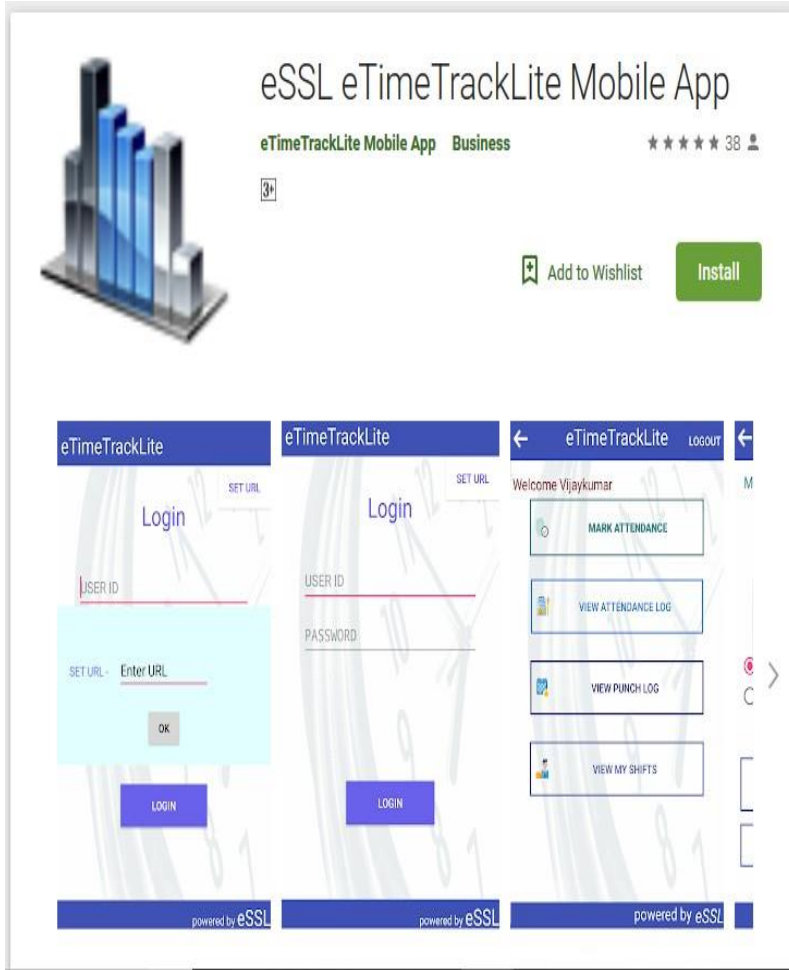 eSSL eTimeTrackLite Mobile App
eTimeTrackLite Mobile App Business
38
3+
Add to Wishlist
Install
eTimeTrackLite
SET URL
Login
USER ID
SET URL - Enter URL
OK
LOGIN
powered by eSSL
eTimeTrackLite
SET URL
Login
USER ID
PASSWORD
LOGIN
powered by eSSL
eTimeTrackLite LOGOUT
Welcome Vijaykumar
MARK ATTENDANCE
VIEW ATTENDANCE LOG
VIEW PUNCH LOG
VIEW MY SHIFTS
powered by eSSL
M